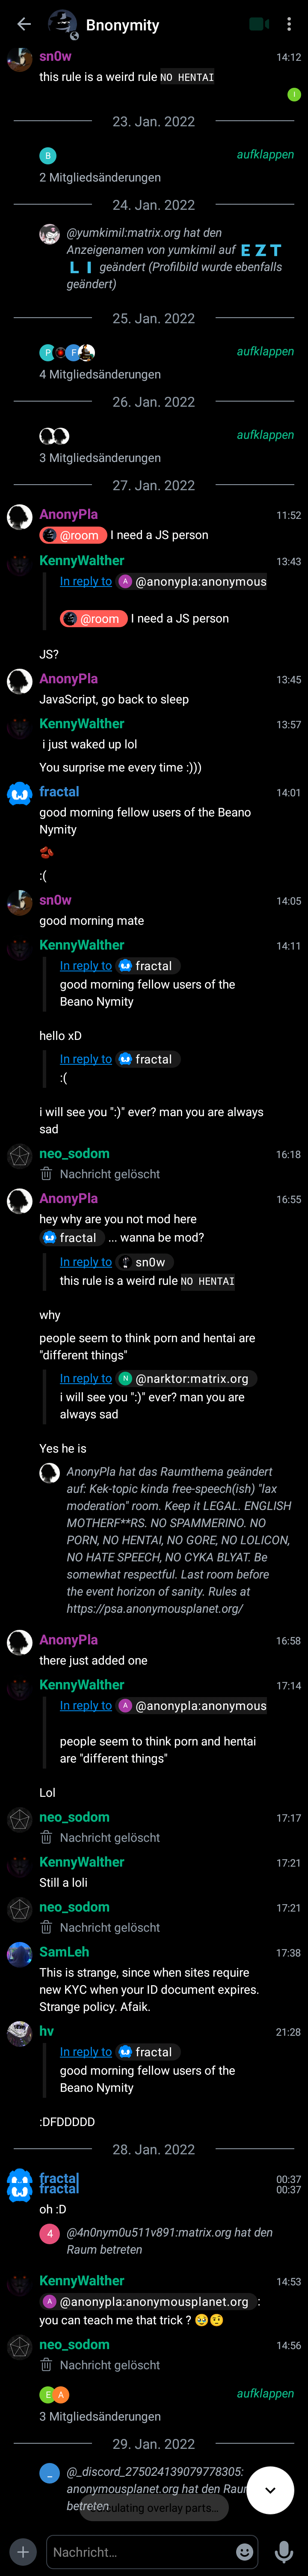 Bnonymity
sn0w 14:12
this rule is a weird rule NO HENTAI
I
23. Jan. 2022
B aufklappen
2 Mitgliedsänderungen
24. Jan. 2022
@yumkimil:matrix.org hat den
Anzeigenamen von yumkimil auf E Z T
L I geändert (Profilbild wurde ebenfalls
geändert)
25. Jan. 2022
P F aufklappen
4 Mitgliedsänderungen
26. Jan. 2022
aufklappen
3 Mitgliedsänderungen
27. Jan. 2022
AnonyPla 11:52
@room I need a JS person
KennyWalther 13:43
In reply to A @anonypla:anonymous
@room I need a JS person
JS?
AnonyPla 13:45
JavaScript, go back to sleep
KennyWalther 13:57
i just waked up lol
You surprise me every time :)))
fractal 14:01
good morning fellow users of the Beano
Nymity
🫘
:(
sn0w 14:05
good morning mate
KennyWalther 14:11
In reply to fractal
good morning fellow users of the
Beano Nymity
hello xD
In reply to fractal
:(
i will see you ":)" ever? man you are always
sad
neo_sodom 16:18
Nachricht gelöscht
AnonyPla 16:55
hey why are you not mod here
fractal ... wanna be mod?
In reply to sn0w
this rule is a weird rule NO HENTAI
why
people seem to think porn and hentai are
"different things"
In reply to N @narktor:matrix.org
i will see you ":)" ever? man you are
always sad
Yes he is
AnonyPla hat das Raumthema geändert
auf: Kek-topic kinda free-speech(ish) "lax
moderation" room. Keep it LEGAL. ENGLISH
MOTHERF**RS. NO SPAMMERINO. NO
PORN, NO HENTAI, NO GORE, NO LOLICON,
NO HATE SPEECH, NO CYKA BLYAT. Be
somewhat respectful. Last room before
the event horizon of sanity. Rules at
https://psa.anonymousplanet.org/
AnonyPla 16:58
there just added one
KennyWalther 17:14
In reply to A @anonypla:anonymous
people seem to think porn and hentai
are "different things"
Lol
neo_sodom 17:17
Nachricht gelöscht
KennyWalther 17:21
Still a loli
neo_sodom 17:21
Nachricht gelöscht
SamLeh 17:38
This is strange, since when sites require
new KYC when your ID document expires.
Strange policy. Afaik.
hv 21:28
In reply to fractal
good morning fellow users of the
Beano Nymity
:DFDDDDD
28. Jan. 2022
fractal 00:37
fractal 00:37
oh :D
4 @4n0nym0u511v891:matrix.org hat den
Raum betreten
KennyWalther 14:53
A @anonypla:anonymousplanet.org :
you can teach me that trick ? 🥺🤨
neo_sodom 14:56
Nachricht gelöscht
E A aufklappen
3 Mitgliedsänderungen
29. Jan. 2022
_ @_discord_275024139079778305:
anonymousplanet.org hat den Raum
betreten
overlay parts...
Nachricht...